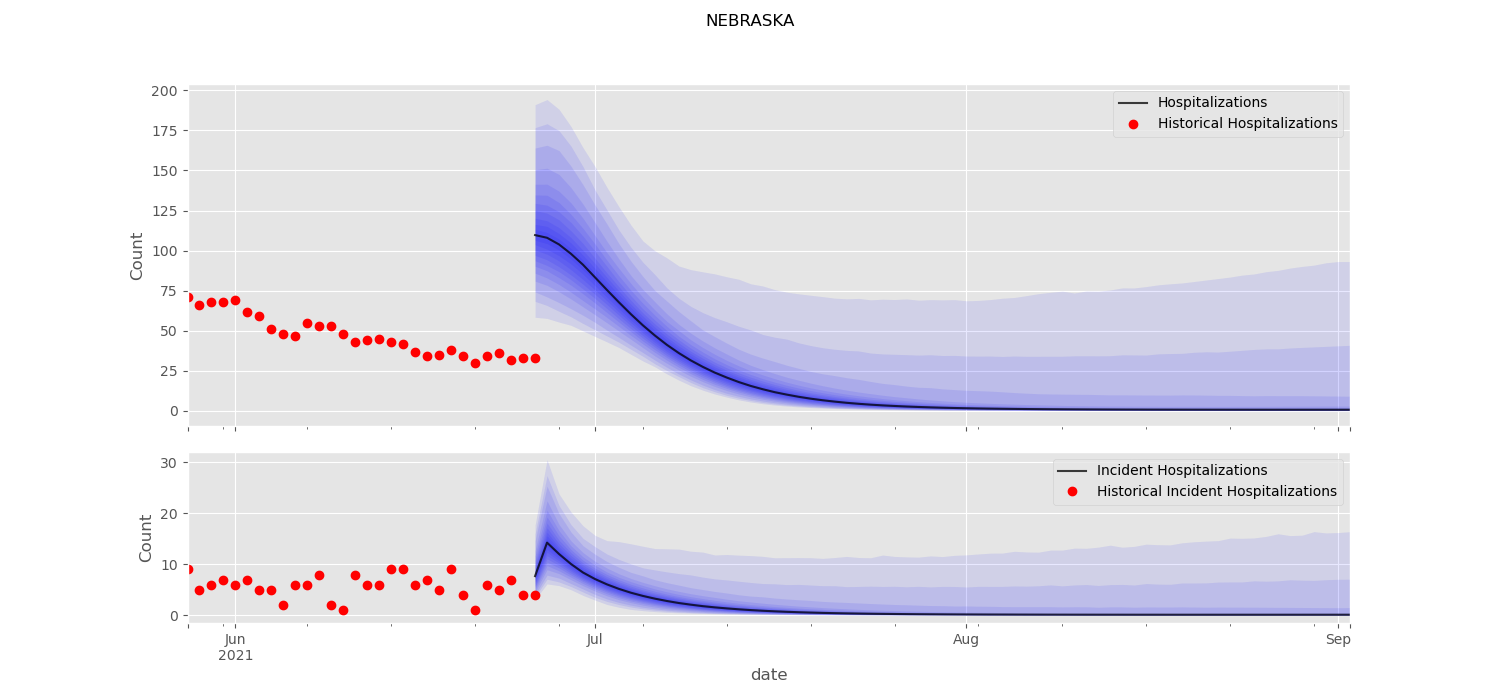 NEBRASKA
200
175
150
125
100
75
50
25
0
Count
Hospitalizations
Historical Hospitalizations
30
20
10
0
Count
Incident Hospitalizations
Historical Incident Hospitalizations
Jun Jul Aug Sep
2021
date